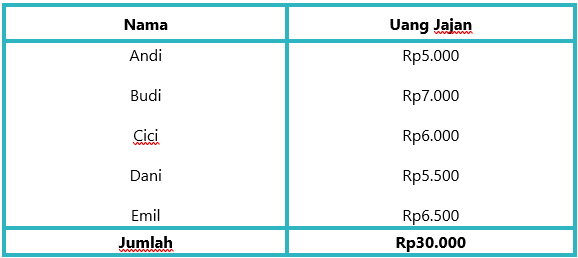 Nama Uang Jajan
Andi Rp5.000
Budi Rp7.000
Cici Rp6.000
Dani Rp5.500
Emil Rp6.500
Jumlah Rp30.000